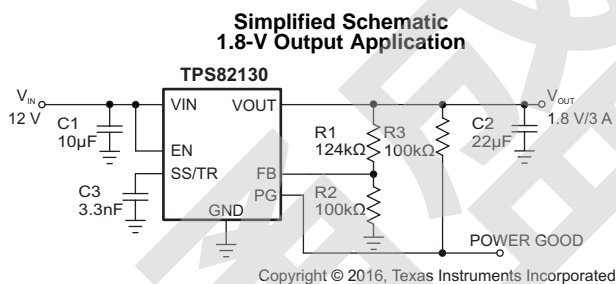 Simplified Schematic
1.8-V Output Application
TPS82130
VIN
12 V
VIN
VOUT
VOUT
1.8 V/3 A
C1
10µF
EN
R1
124kΩ
R3
100kΩ
C2
22µF
C3
3.3nF
SS/TR
FB
PG
R2
100kΩ
GND
POWER GOOD
Copyright © 2016, Texas Instruments Incorporated